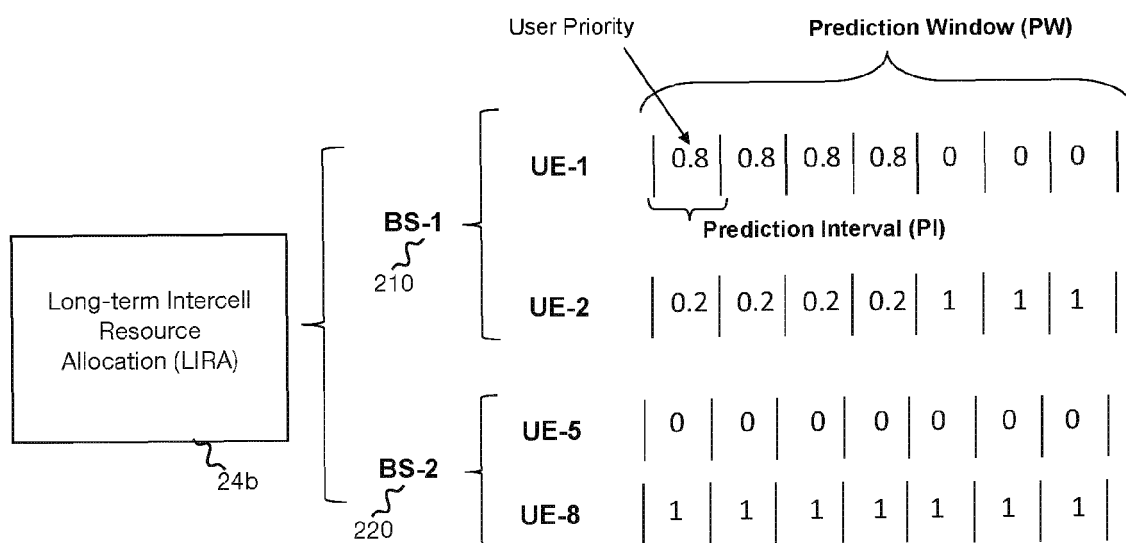 User Priority
Prediction Window (PW)
UE-1 0.8 0.8 0.8 0.8 0 0 0
BS-1
210
Prediction Interval (PI)
Long-term Intercell
Resource
Allocation (LIRA)
24b
UE-2 0.2 0.2 0.2 0.2 1 1 1
UE-5 0 0 0 0 0 0 0
BS-2
220
UE-8 1 1 1 1 1 1 1